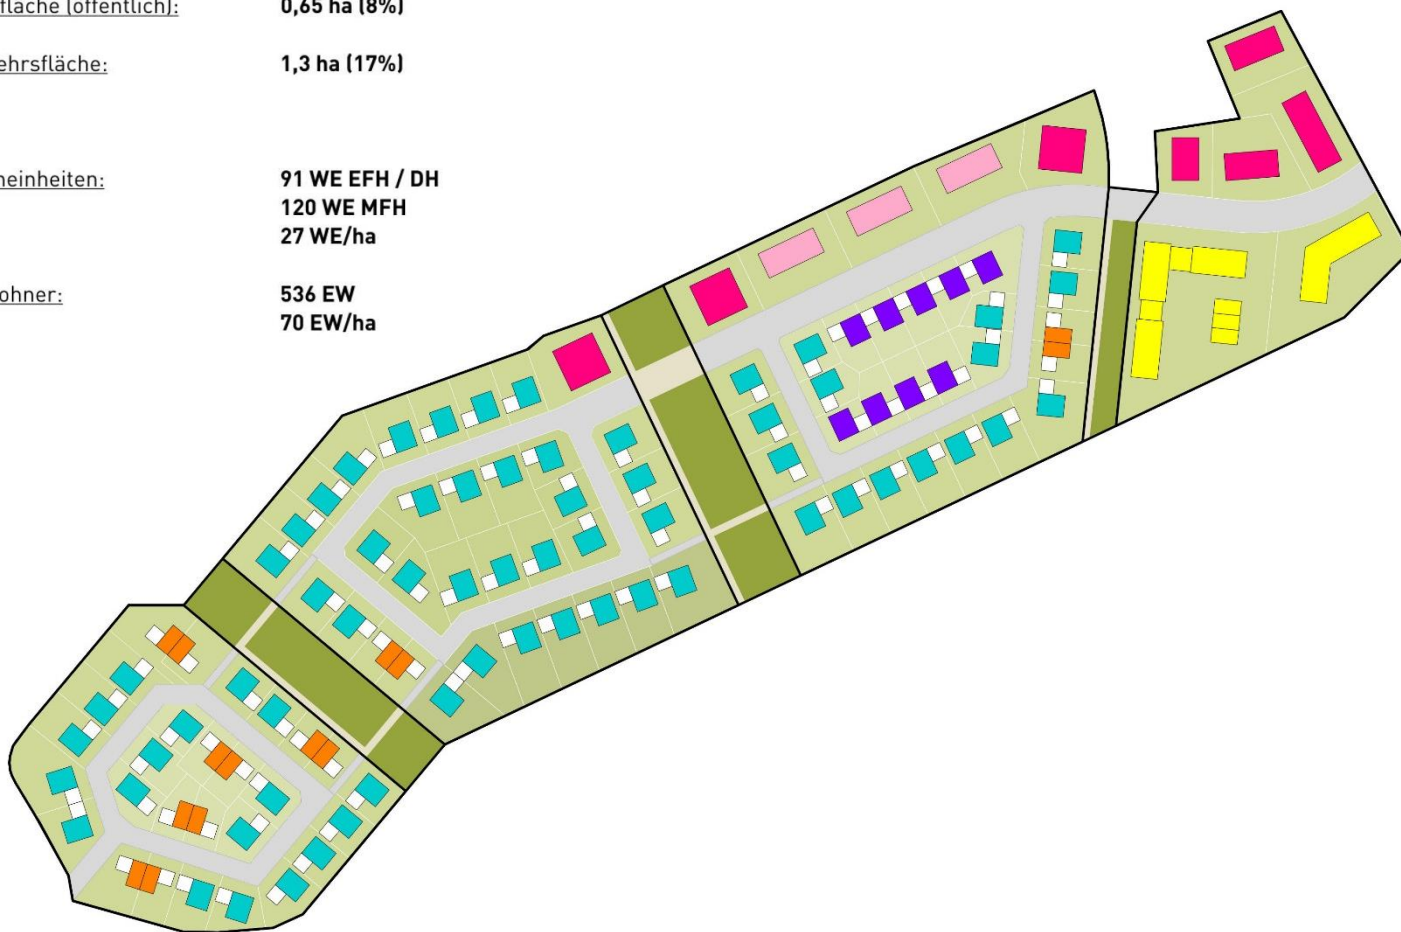 fläche (öffentlich): 0,65 ha (8%)
ehrsfläche: 1,3 ha (17%)
neinheiten: 91 WE EFH / DH
120 WE MFH
27 WE/ha
ohner: 536 EW
70 EW/ha